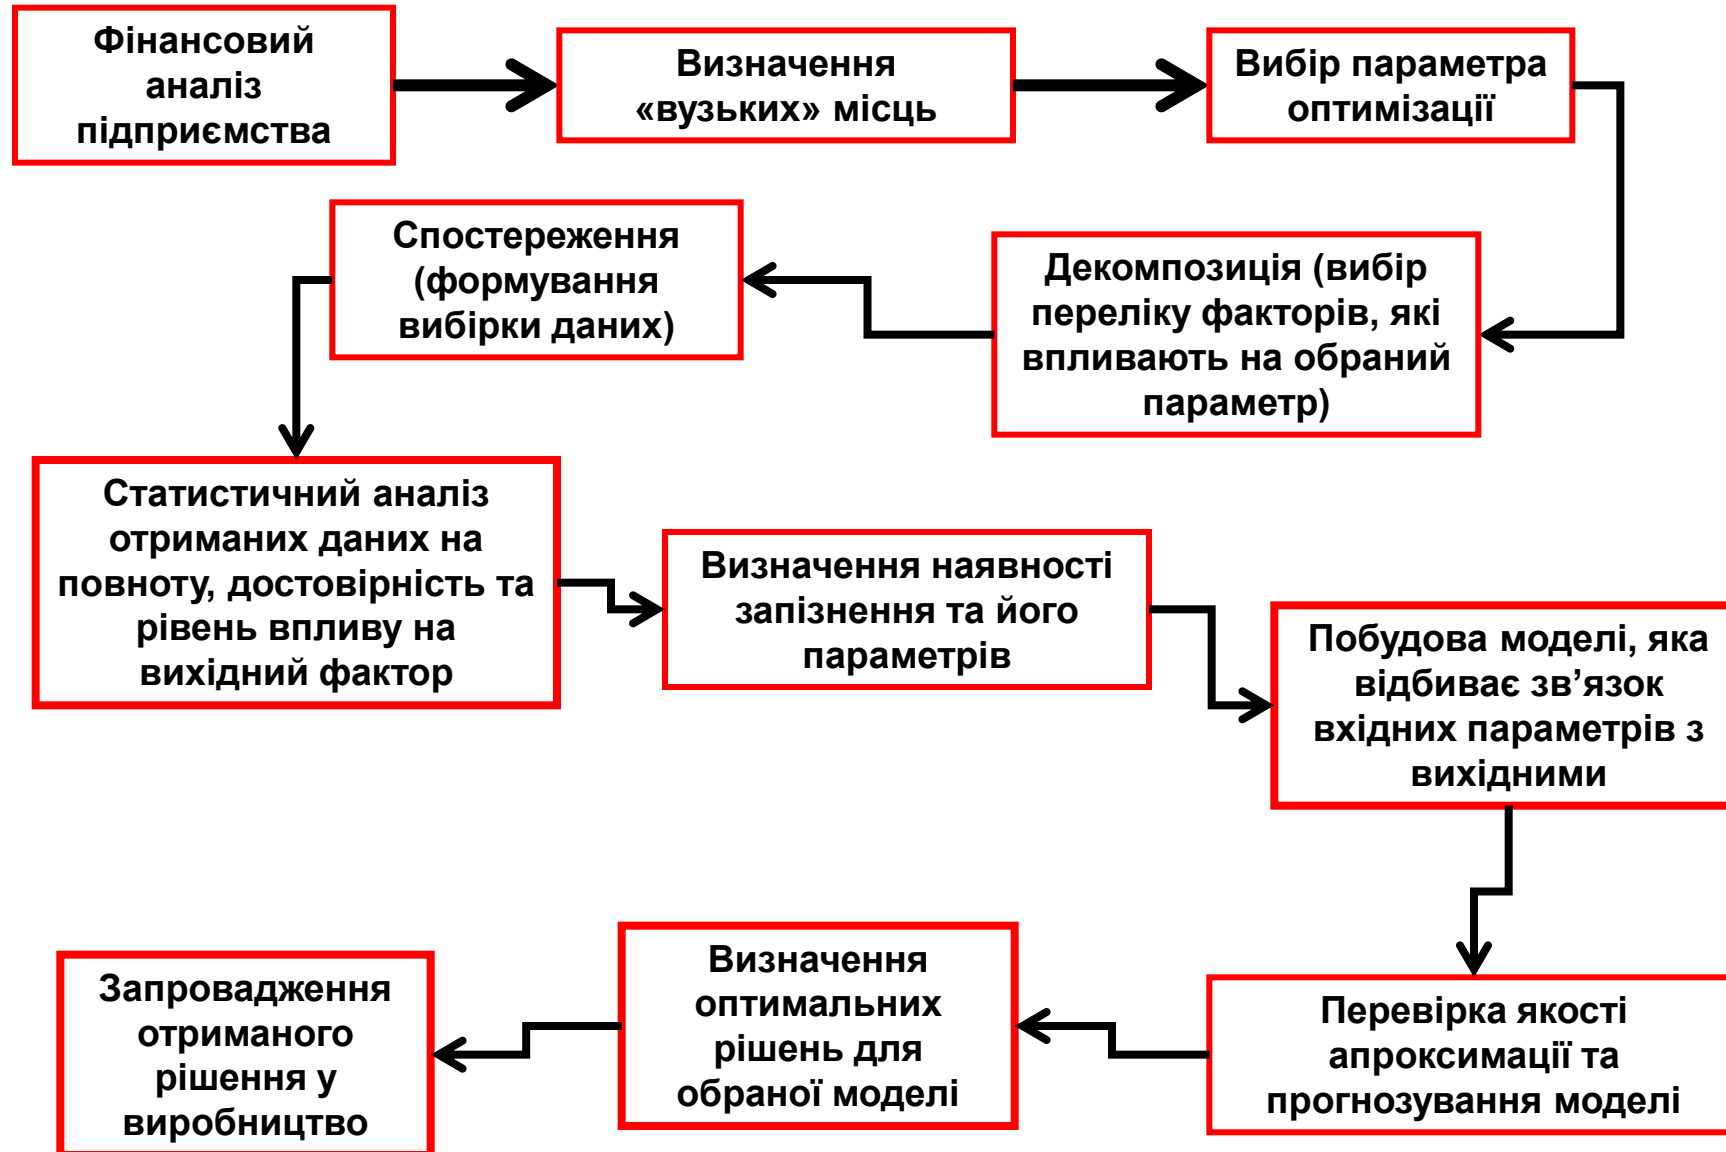 Фінансовий
аналіз
підприємства
Визначення
«вузьких» місць
Вибір параметра
оптимізації
Спостереження
(формування
вибірки даних)
Декомпозиція (вибір
переліку факторів, які
впливають на обраний
параметр)
Статистичний аналіз
отриманих даних на
повноту, достовірність та
рівень впливу на
вихідний фактор
Визначення наявності
запізнення та його
параметрів
Побудова моделі, яка
відбиває зв’язок
вхідних параметрів з
вихідними
Запровадження
отриманого
рішення у
виробництво
Визначення
оптимальних
рішень для
обраної моделі
Перевірка якості
апроксимації та
прогнозування моделі